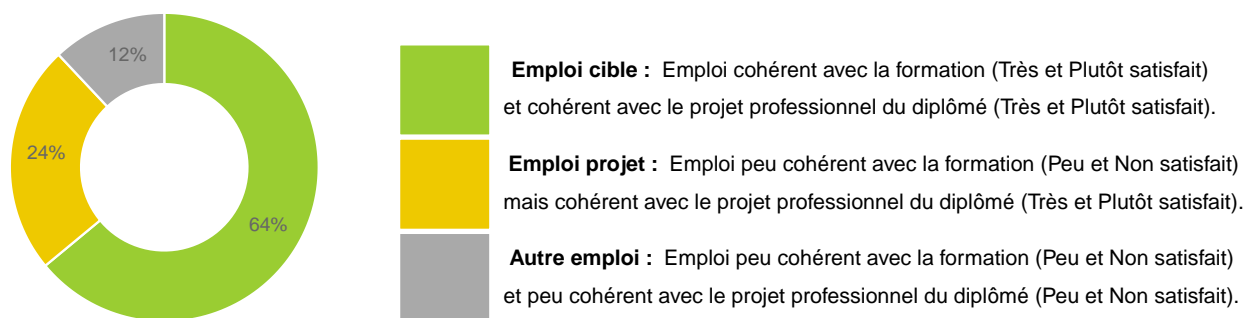 12%
24%
64%
Emploi cible : Emploi cohérent avec la formation (Très et Plutôt satisfait)
et cohérent avec le projet professionnel du diplômé (Très et Plutôt satisfait).
Emploi projet : Emploi peu cohérent avec la formation (Peu et Non satisfait)
mais cohérent avec le projet professionnel du diplômé (Très et Plutôt satisfait).
Autre emploi : Emploi peu cohérent avec la formation (Peu et Non satisfait)
et peu cohérent avec le projet professionnel du diplômé (Peu et Non satisfait).